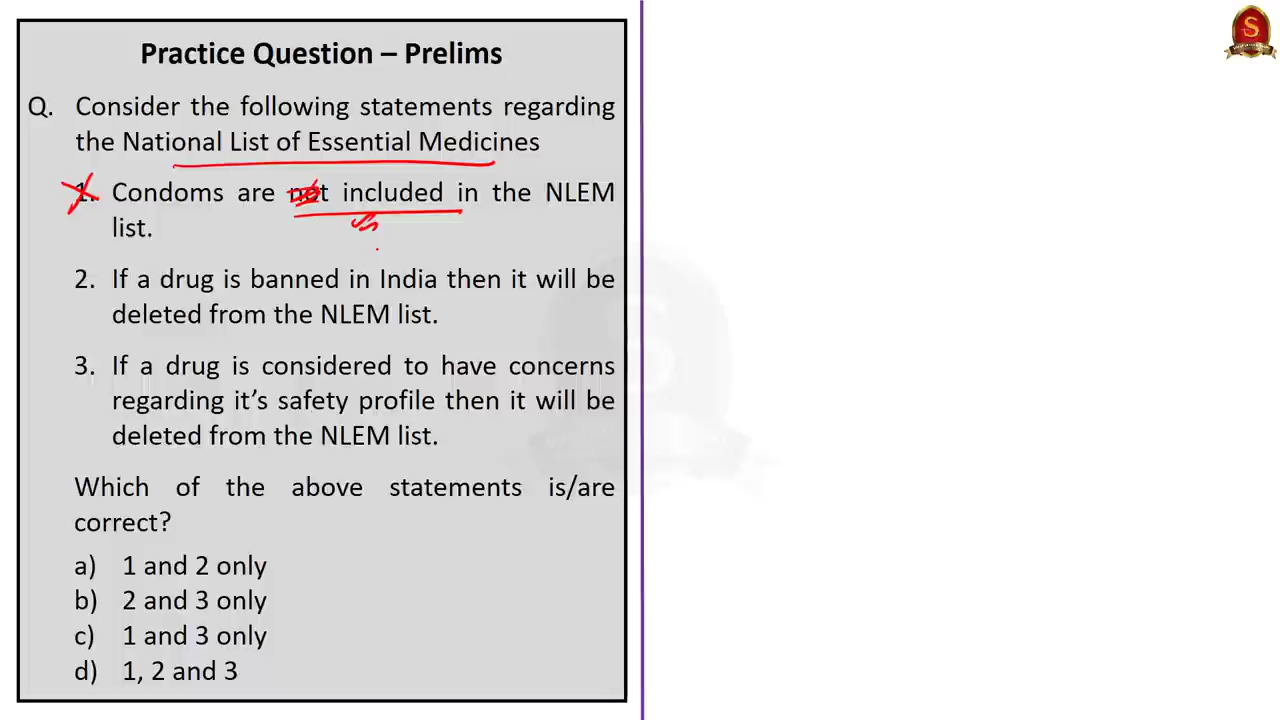 Practice Question – Prelims
Q. Consider the following statements regarding
the National List of Essential Medicines
1. Condoms are not included in the NLEM
list.
2. If a drug is banned in India then it will be
deleted from the NLEM list.
3. If a drug is considered to have concerns
regarding it’s safety profile then it will be
deleted from the NLEM list.
Which of the above statements is/are
correct?
a) 1 and 2 only
b) 2 and 3 only
c) 1 and 3 only
d) 1, 2 and 3
S